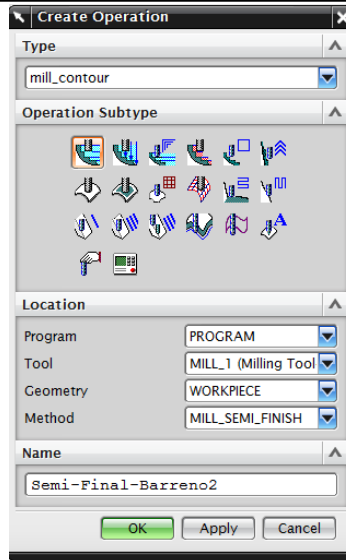 Create Operation
Type
mill_contour
Operation Subtype
Location
Program PROGRAM
Tool MILL_1 (Milling Tool
Geometry WORKPIECE
Method MILL_SEMI_FINISH
Name
Semi-Final-Barreno2
OK Apply Cancel